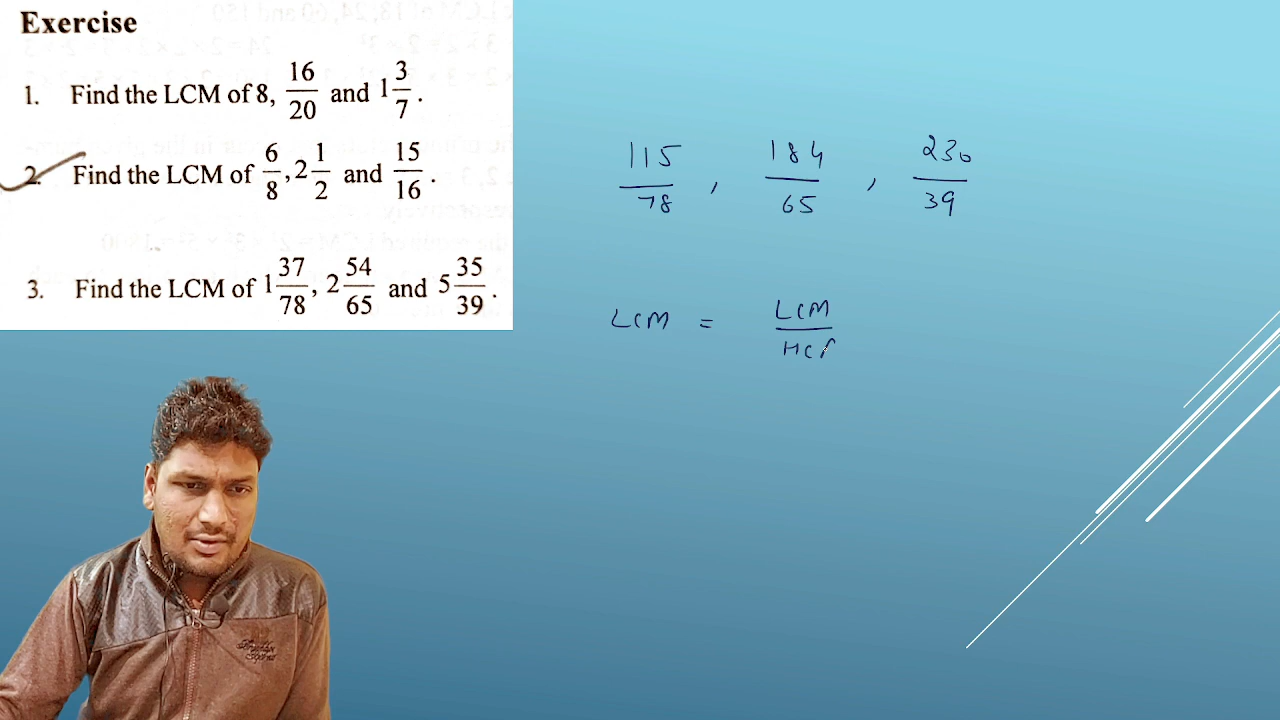 Exercise
1. Find the LCM of 8, 16/20 and 1 3/7.
2. Find the LCM of 6/8, 2 1/2 and 15/16.
3. Find the LCM of 1 37/78, 2 54/65 and 5 35/39.
115/78 , 184/65 , 230/39
LCM = LCM/HCF